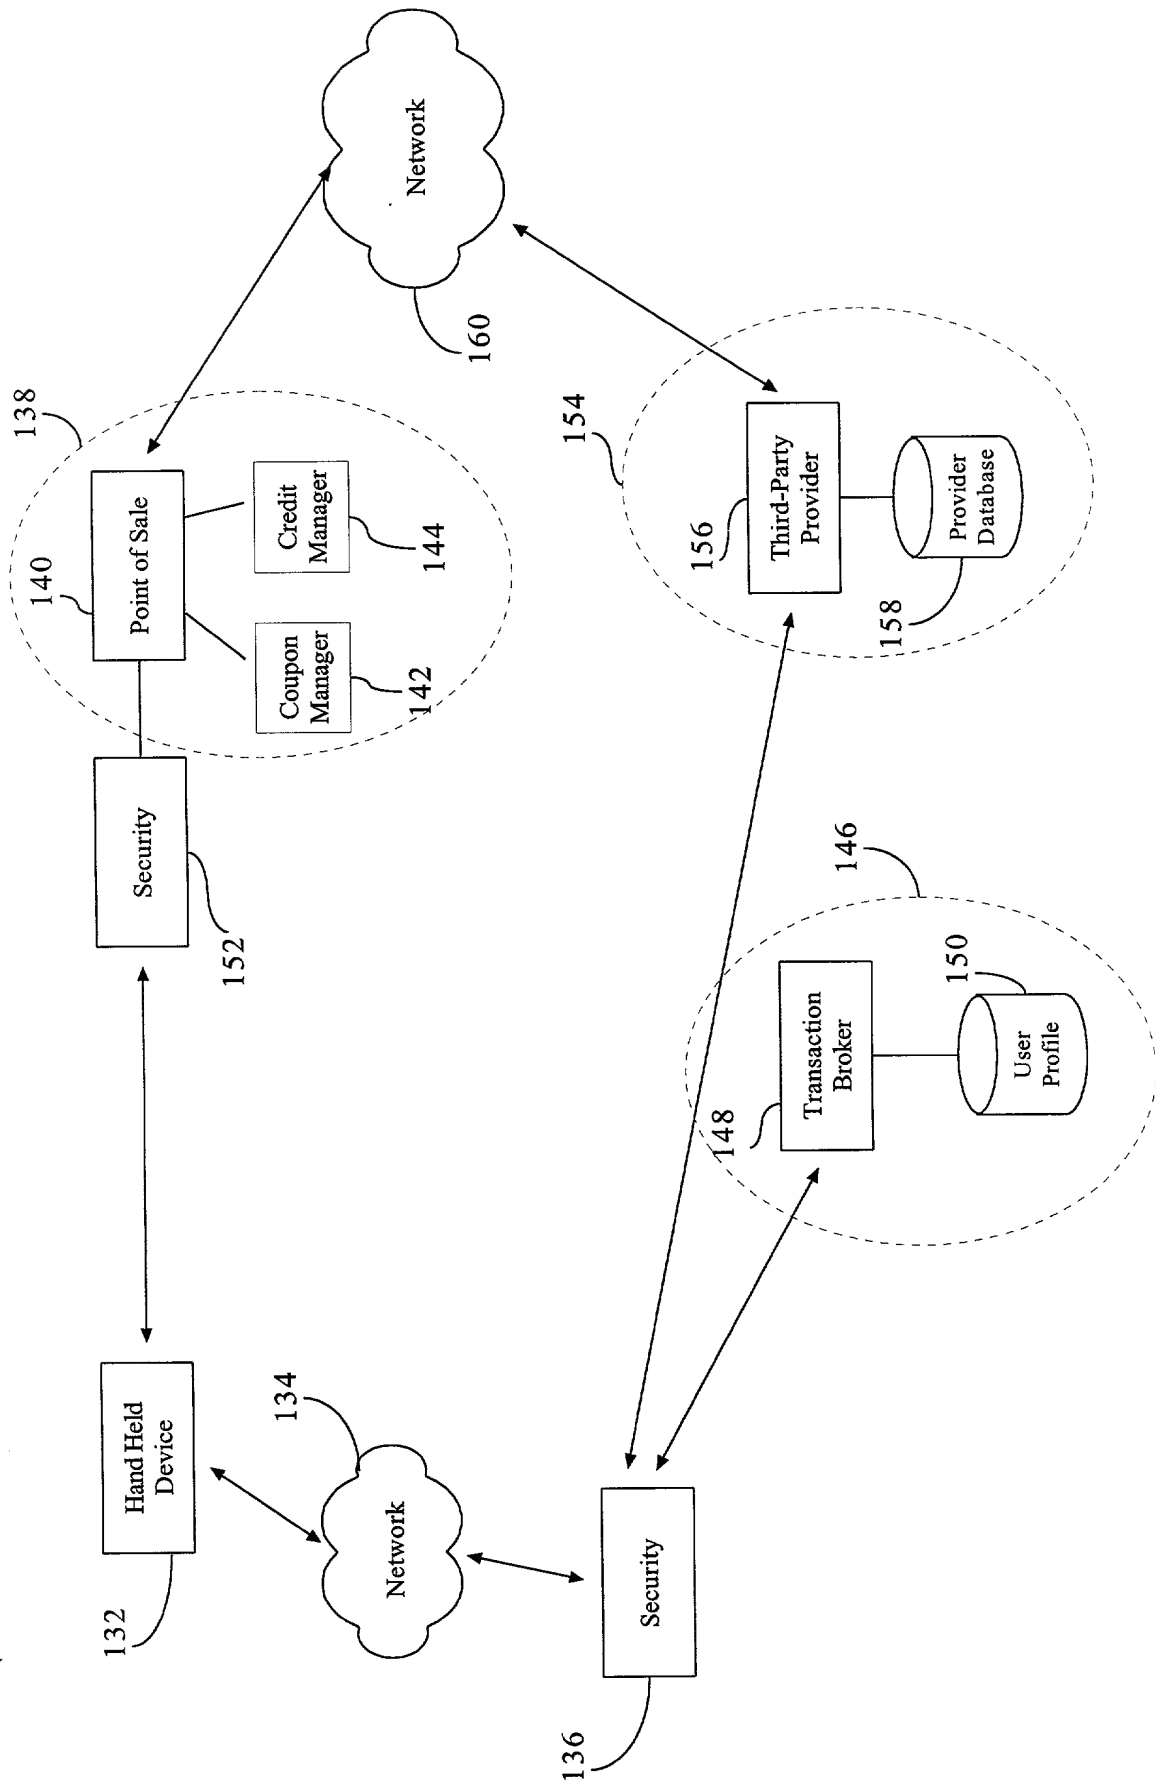 132
Hand Held
Device
134
Network
136
Security
152
Security
138
140
Point of Sale
Coupon
Manager
142
Credit
Manager
144
160
Network
146
148
Transaction
Broker
150
User
Profile
154
156
Third-Party
Provider
158
Provider
Database